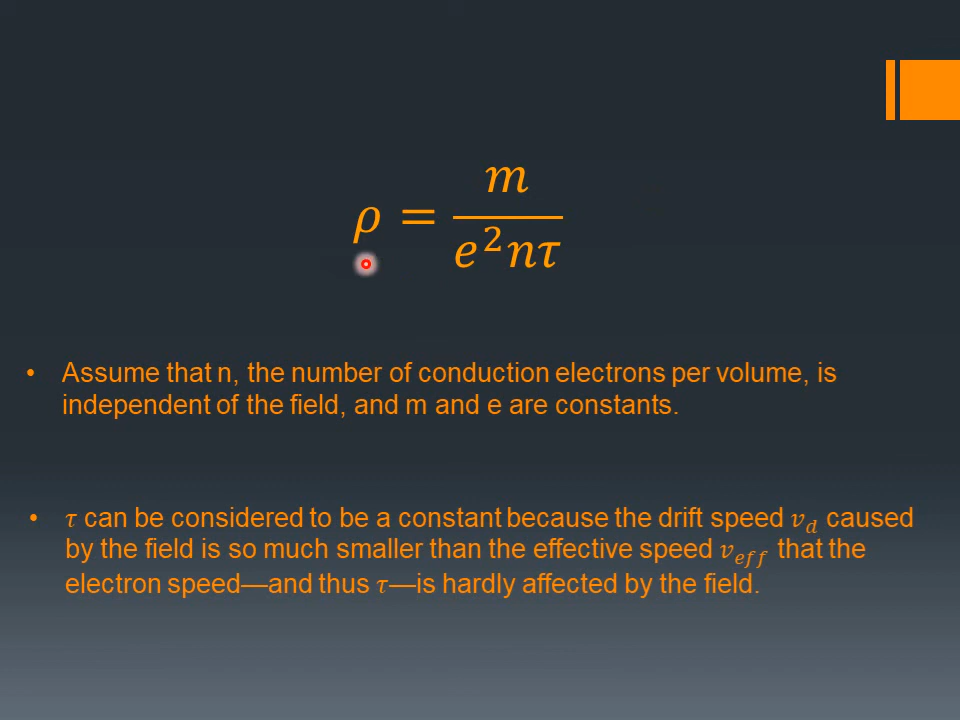 ρ = m / e²nτ
• Assume that n, the number of conduction electrons per volume, is
independent of the field, and m and e are constants.
• τ can be considered to be a constant because the drift speed v_d caused
by the field is so much smaller than the effective speed v_eff that the
electron speed—and thus τ—is hardly affected by the field.